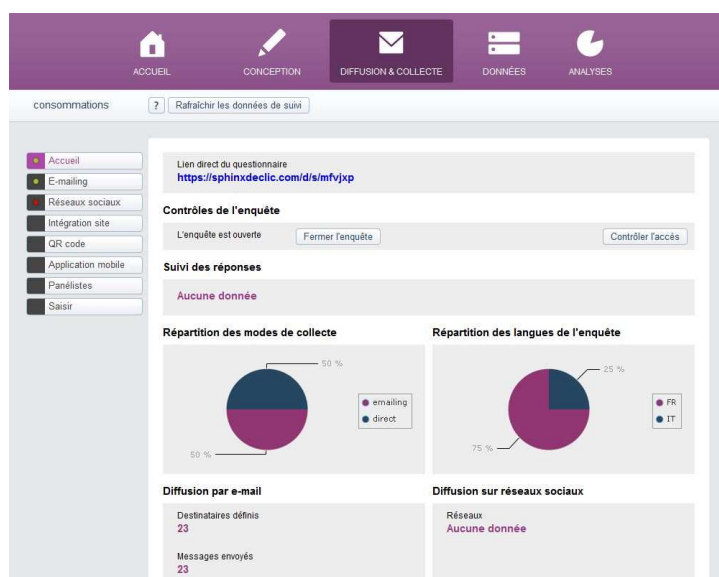 ACCUEIL
CONCEPTION
DIFFUSION & COLLECTE
DONNÉES
ANALYSES
consommations
?
Rafraîchir les données de suivi
Accueil
E-mailing
Réseaux sociaux
Intégration site
QR code
Application mobile
Panélistes
Saisir
Lien direct du questionnaire
https://sphinxdeclic.com/d/s/mfvjxp
Contrôles de l'enquête
L'enquête est ouverte
Fermer l'enquête
Contrôler l'accès
Suivi des réponses
Aucune donnée
Répartition des modes de collecte
50 %
emailing
direct
50 %
Répartition des langues de l'enquête
25 %
FR
IT
75 %
Diffusion par e-mail
Destinataires définis
23
Messages envoyés
23
Diffusion sur réseaux sociaux
Réseaux
Aucune donnée